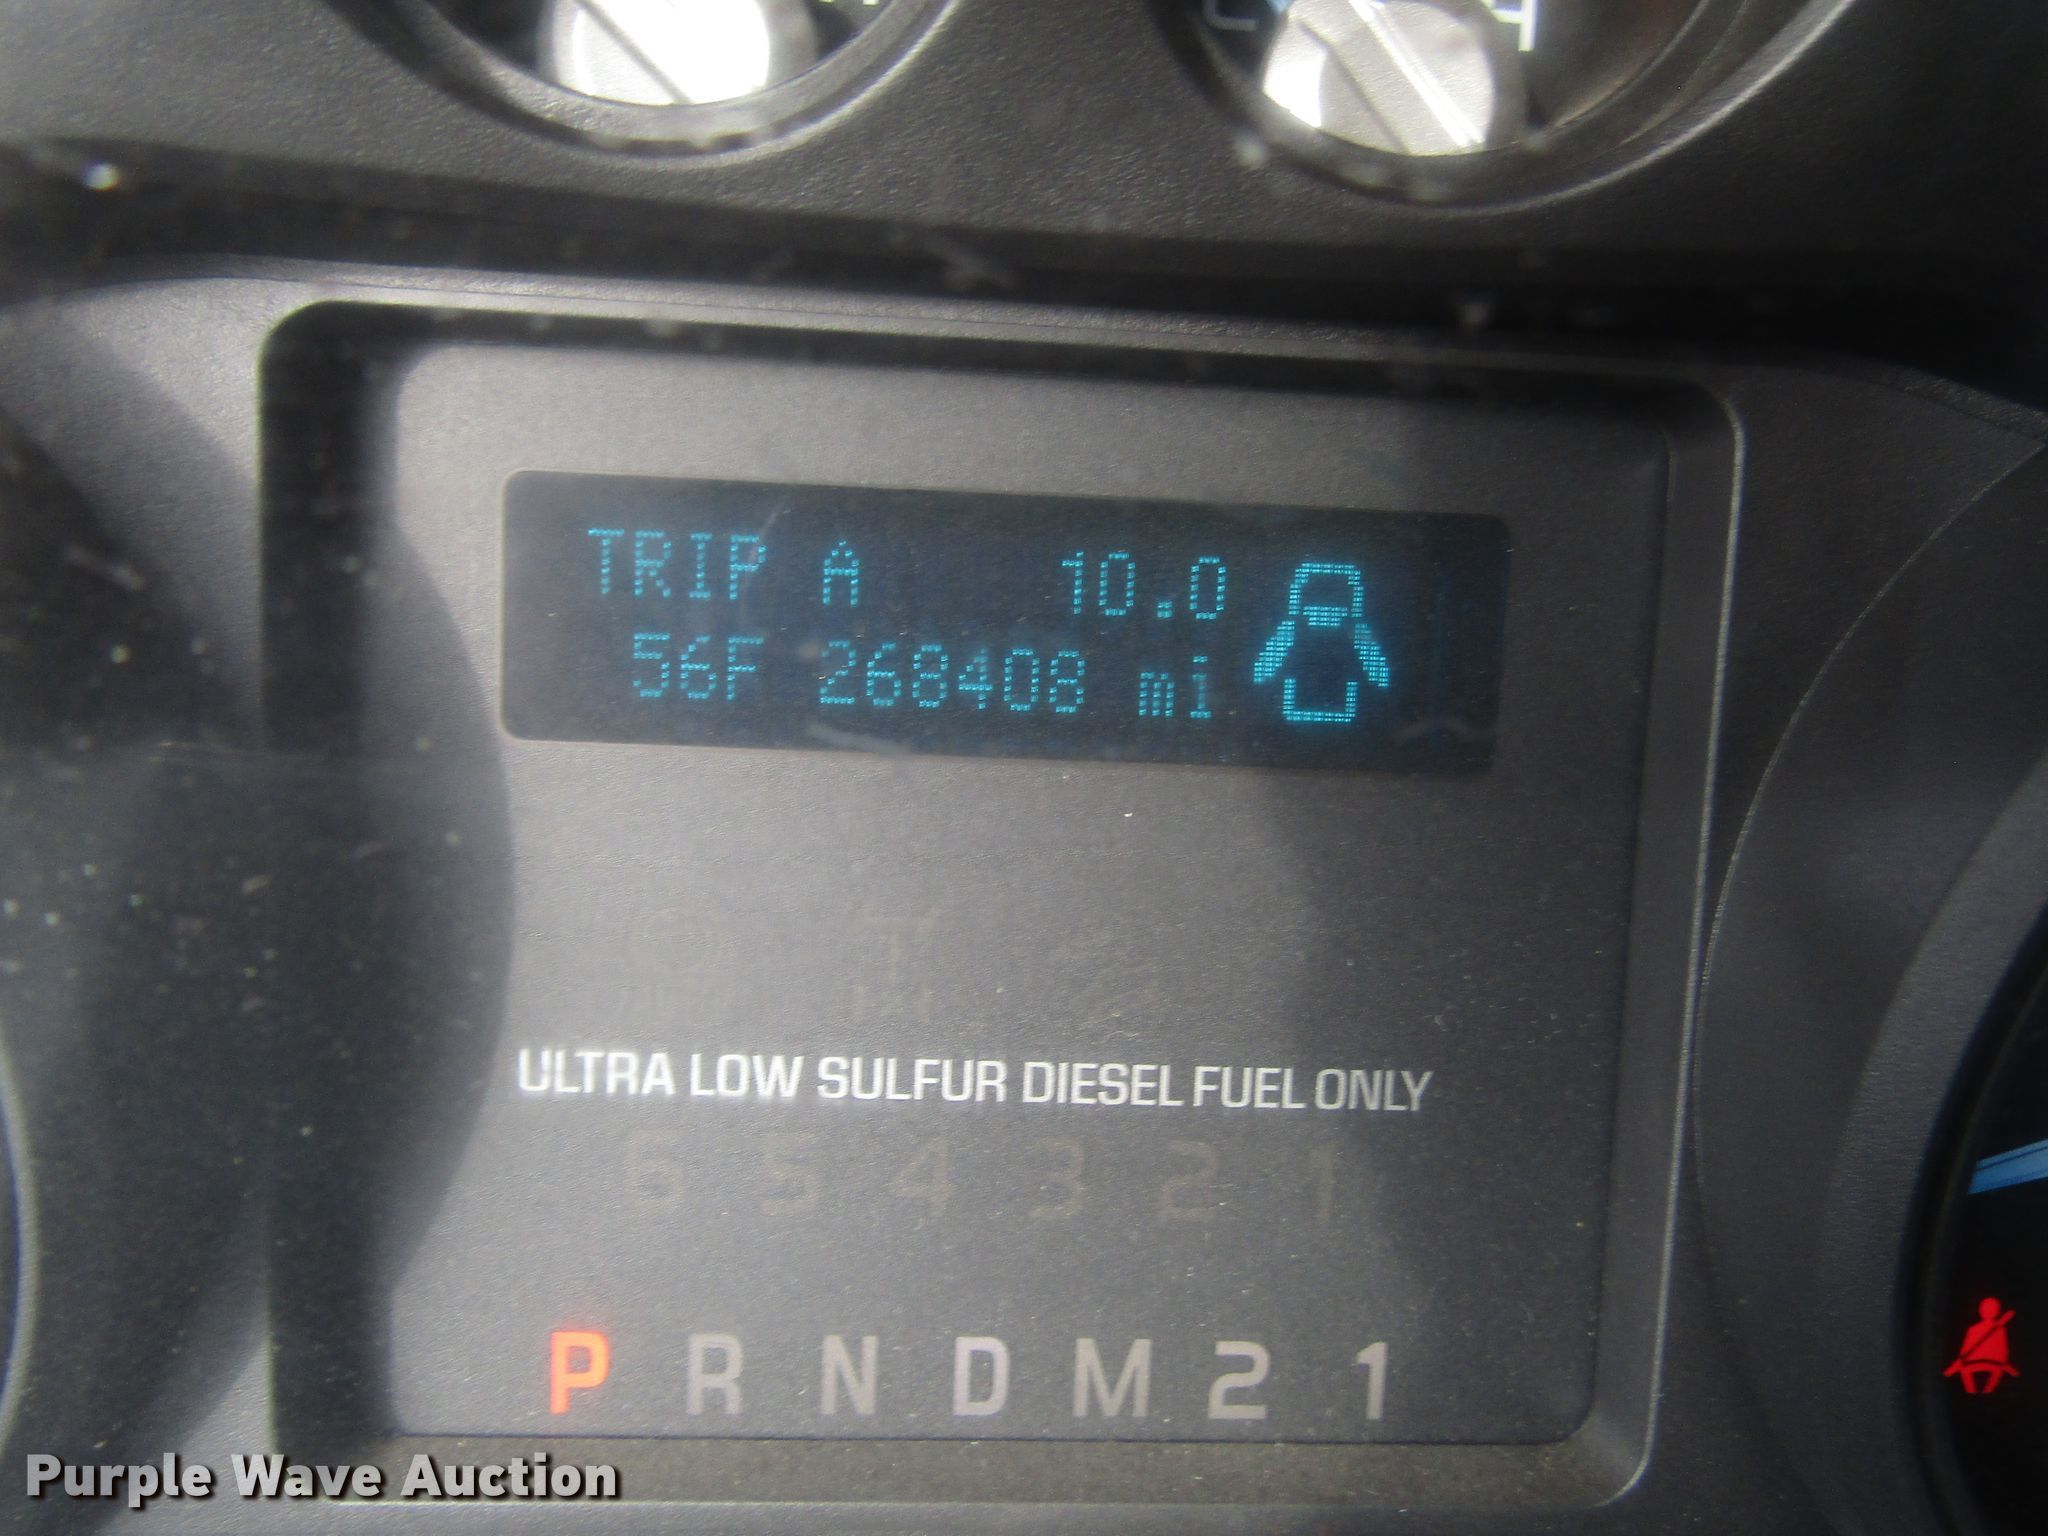 TRIP A 10.0
56F 268408 mi
ULTRA LOW SULFUR DIESEL FUEL ONLY
6 5 4 3 2 1
P R N D M 2 1
Purple Wave Auction